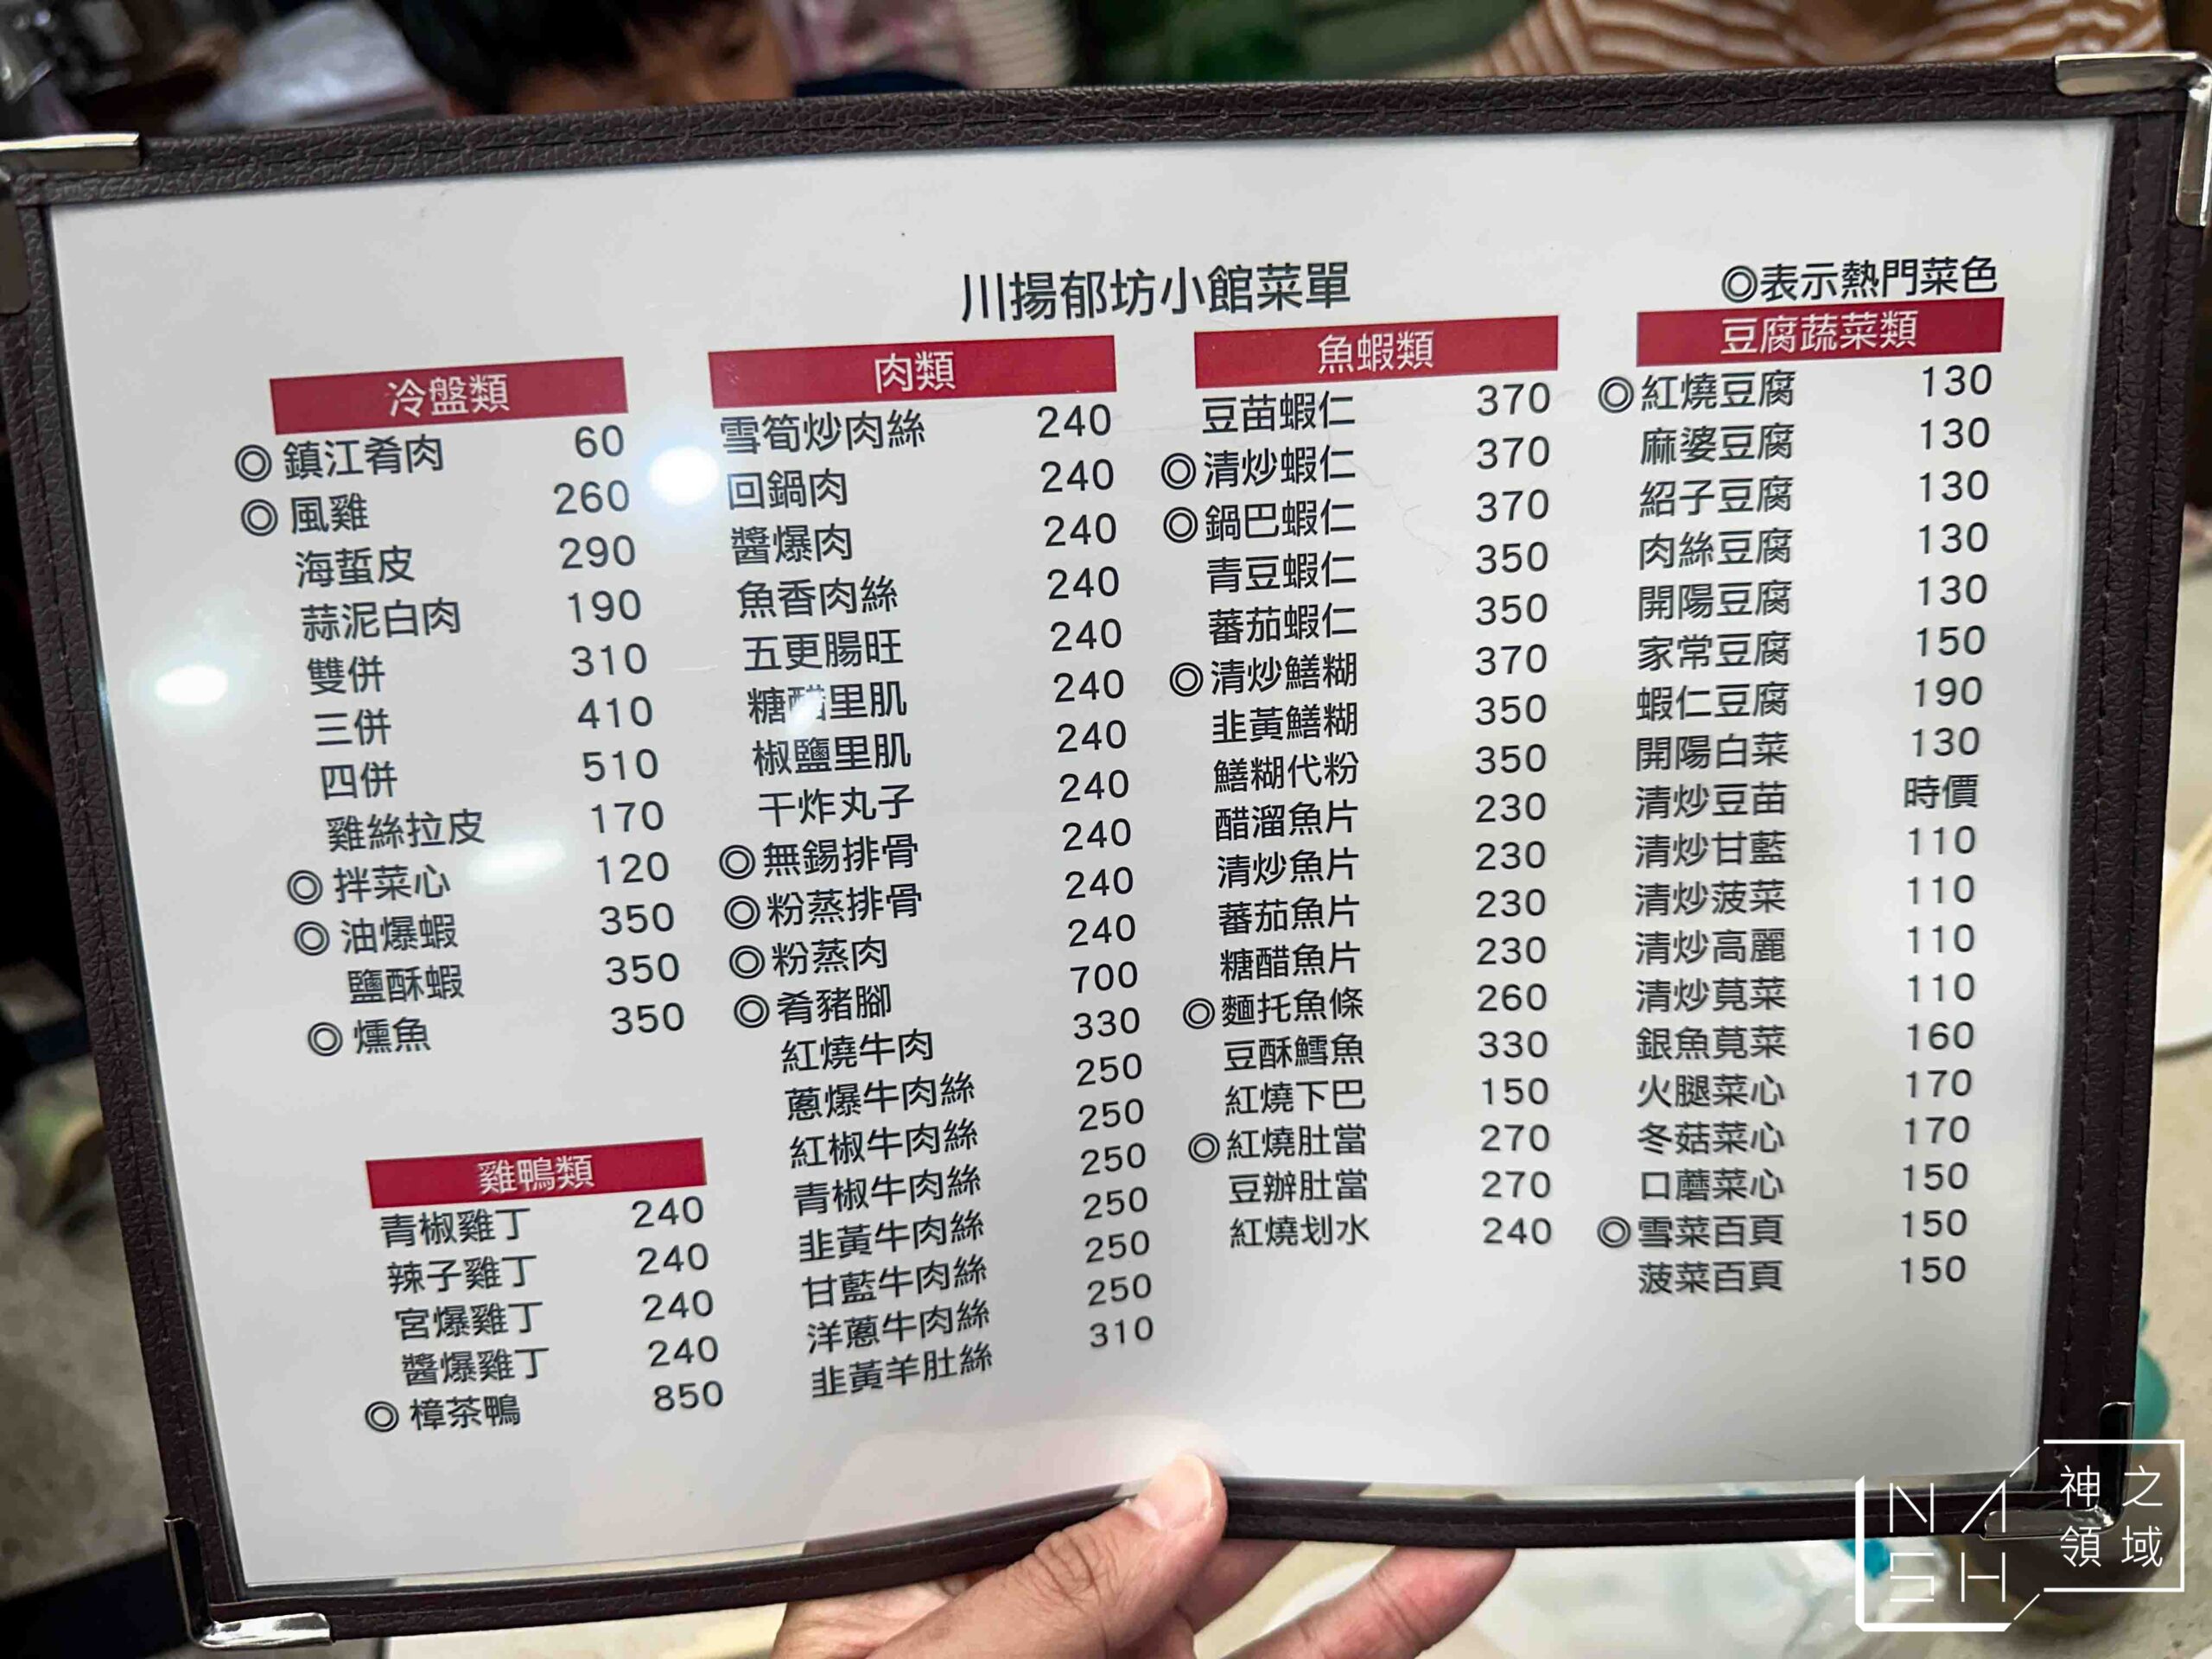 川揚郁坊小館菜單
◎表示熱門菜色
冷盤類
◎鎮江肴肉 60
◎風雞 260
海蜇皮 290
蒜泥白肉 190
雙併 310
三併 410
四併 510
雞絲拉皮 170
◎拌菜心 120
◎油爆蝦 350
鹽酥蝦 350
◎燻魚 350
雞鴨類
青椒雞丁 240
辣子雞丁 240
宮爆雞丁 240
醬爆雞丁 240
◎樟茶鴨 850
肉類
雪筍炒肉絲 240
回鍋肉 240
醬爆肉 240
魚香肉絲 240
五更腸旺 240
糖醋里肌 240
椒鹽里肌 240
干炸丸子 240
◎無錫排骨 240
◎粉蒸排骨 240
◎粉蒸肉 240
◎肴豬腳 700
紅燒牛肉 330
蔥爆牛肉絲 250
紅椒牛肉絲 250
青椒牛肉絲 250
韭黃牛肉絲 250
甘藍牛肉絲 250
洋蔥牛肉絲 250
韭黃羊肚絲 310
魚蝦類
豆苗蝦仁 370
◎清炒蝦仁 370
◎鍋巴蝦仁 370
青豆蝦仁 350
蕃茄蝦仁 350
◎清炒鱔糊 370
韭黃鱔糊 350
鱔糊代粉 350
醋溜魚片 230
清炒魚片 230
蕃茄魚片 230
糖醋魚片 230
◎麵托魚條 260
豆酥鱈魚 330
紅燒下巴 150
◎紅燒肚當 270
豆辦肚當 270
紅燒划水 240
豆腐蔬菜類
◎紅燒豆腐 130
麻婆豆腐 130
紹子豆腐 130
肉絲豆腐 130
開陽豆腐 130
家常豆腐 150
蝦仁豆腐 190
開陽白菜 130
清炒豆苗 時價
清炒甘藍 110
清炒菠菜 110
清炒高麗 110
清炒莧菜 110
銀魚莧菜 160
火腿菜心 170
冬菇菜心 170
口蘑菜心 150
◎雪菜百頁 150
菠菜百頁 150
NASH
神之領域